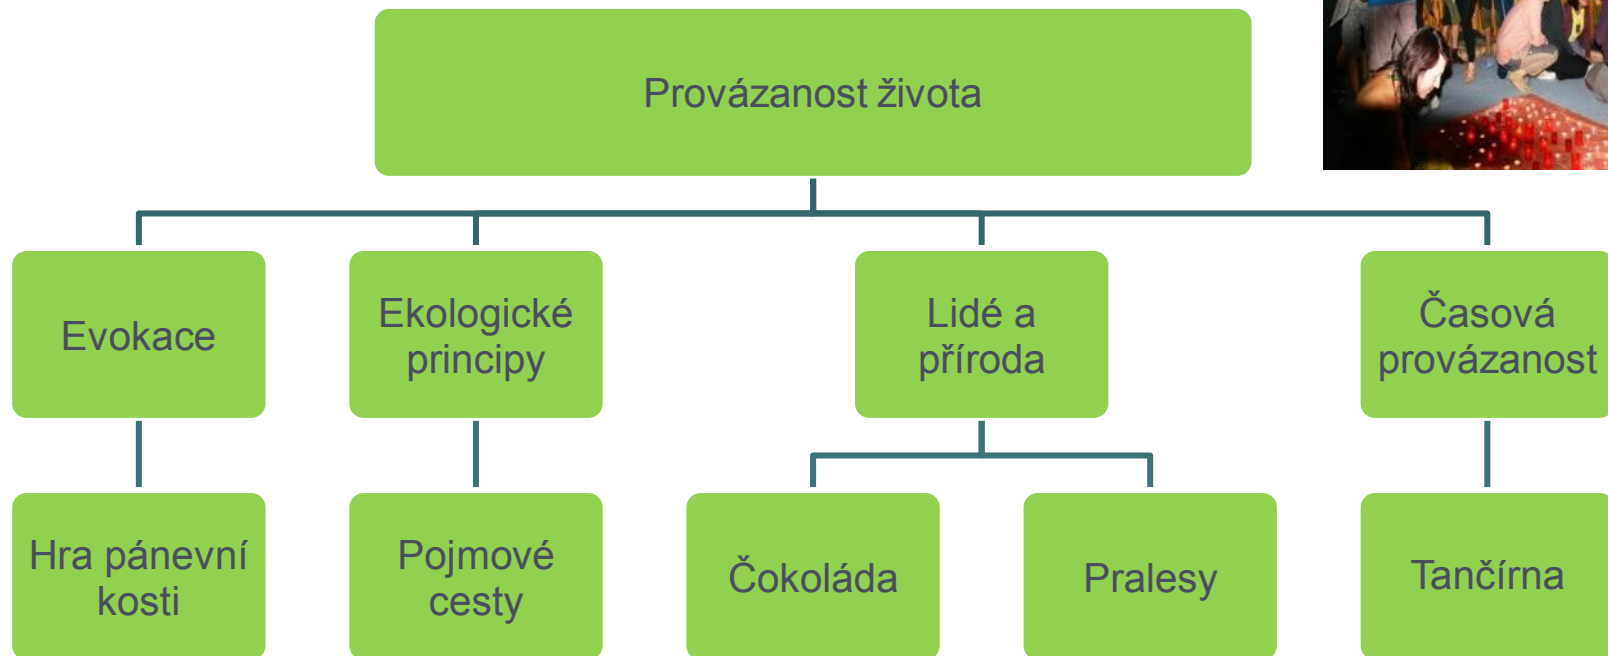 Provázanost života
Evokace
Ekologické
principy
Lidé a
příroda
Časová
provázanost
Hra pánevní
kosti
Pojmové
cesty
Čokoláda
Pralesy
Tančírna